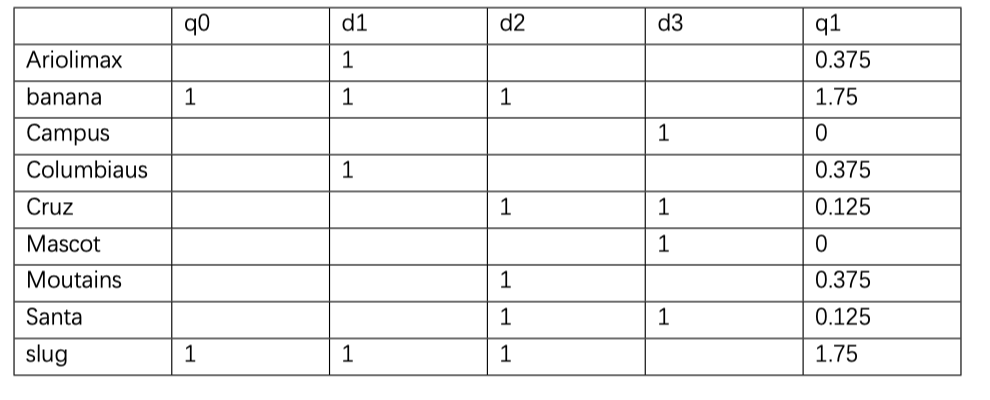 q0 d1 d2 d3 q1
Ariolimax 1 0.375
banana 1 1 1 1.75
Campus 1 0
Columbiaus 1 0.375
Cruz 1 1 0.125
Mascot 1 0
Moutains 1 0.375
Santa 1 1 0.125
slug 1 1 1 1.75